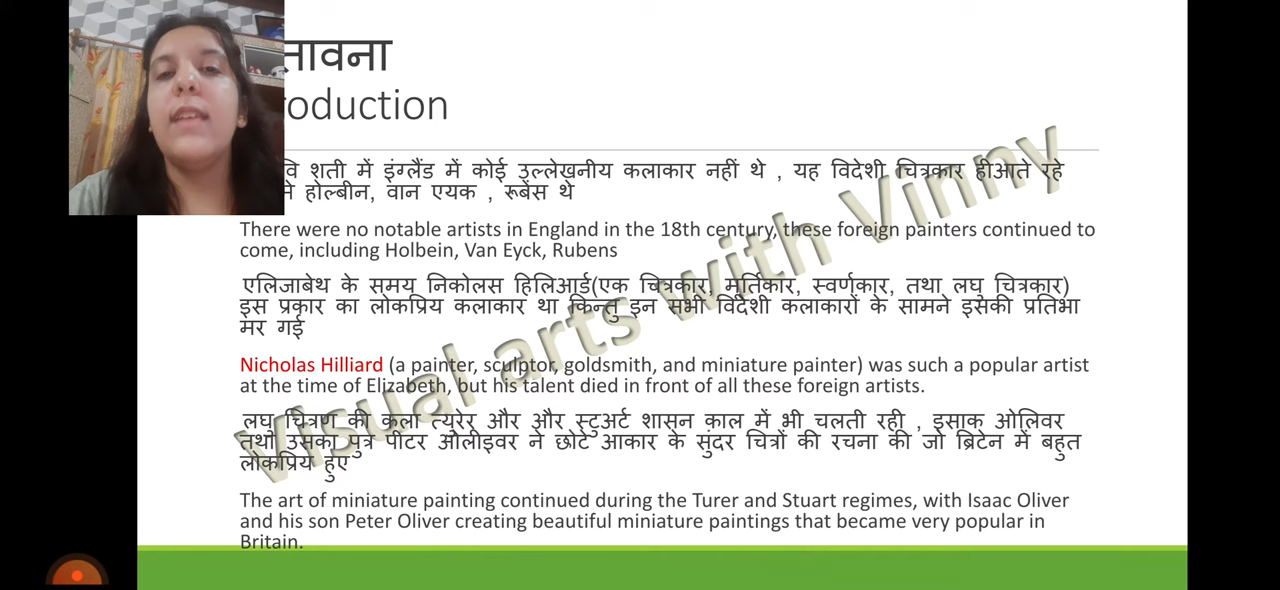 तावना
roduction
वि शती में इंग्लैंड में कोई उल्लेखनीय कलाकार नहीं थे , यह विदेशी चित्रकार हीआते रहे
होल्बीन, वान एयक , रूबेंस थे
There were no notable artists in England in the 18th century, these foreign painters continued to
come, including Holbein, Van Eyck, Rubens
एलिजाबेथ के समय निकोलस हिलिआर्ड(एक चित्रकार, मूर्तिकार, स्वर्णकार, तथा लघु चित्रकार)
इस प्रकार का लोकप्रिय कलाकार था किन्तु इन सभी विदेशी कलाकारों के सामने इसकी प्रतिभा
मर गई
Nicholas Hilliard (a painter, sculptor, goldsmith, and miniature painter) was such a popular artist
at the time of Elizabeth, but his talent died in front of all these foreign artists.
लघु चित्रण की कला त्यूरेर और और स्टुअर्ट शासन काल में भी चलती रही , इसाक ओलिवर
तथा उसका पुत्र पीटर ओलीइवर ने छोटे आकार के सुंदर चित्रों की रचना की जो ब्रिटेन में बहुत
लोकप्रिय हुए
The art of miniature painting continued during the Turer and Stuart regimes, with Isaac Oliver
and his son Peter Oliver creating beautiful miniature paintings that became very popular in
Britain.
Visual arts with Vinny